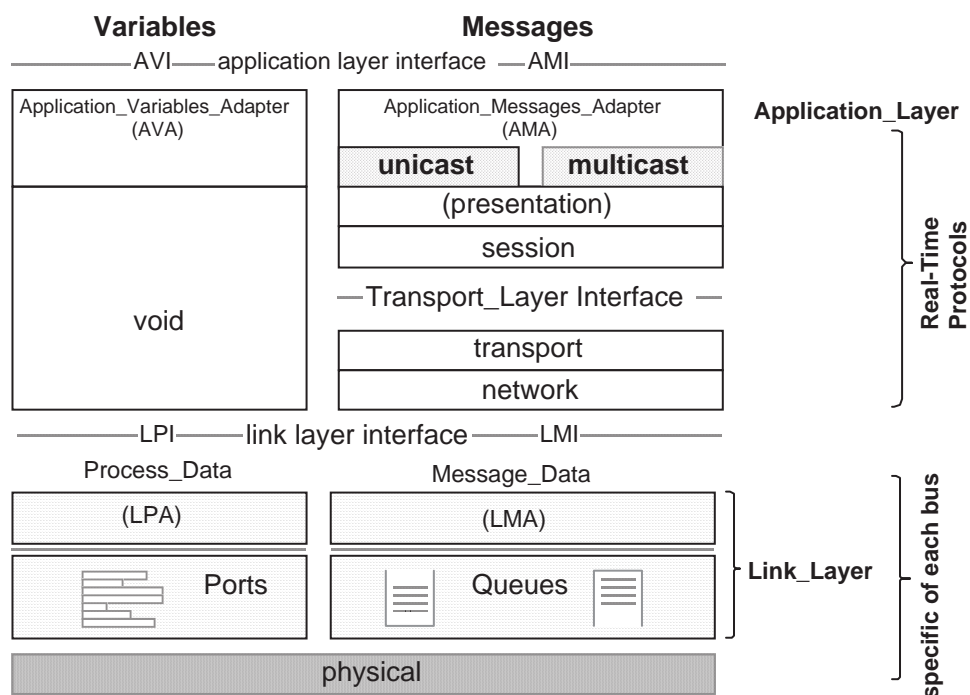 Variables
Messages
AVI application layer interface AMI
Application_Variables_Adapter
(AVA)
Application_Messages_Adapter
(AMA)
Application_Layer
unicast
multicast
(presentation)
session
Transport_Layer Interface
void
transport
network
Real-Time
Protocols
LPI link layer interface LMI
Process_Data
Message_Data
(LPA)
(LMA)
Ports
Queues
Link_Layer
specific of each bus
physical